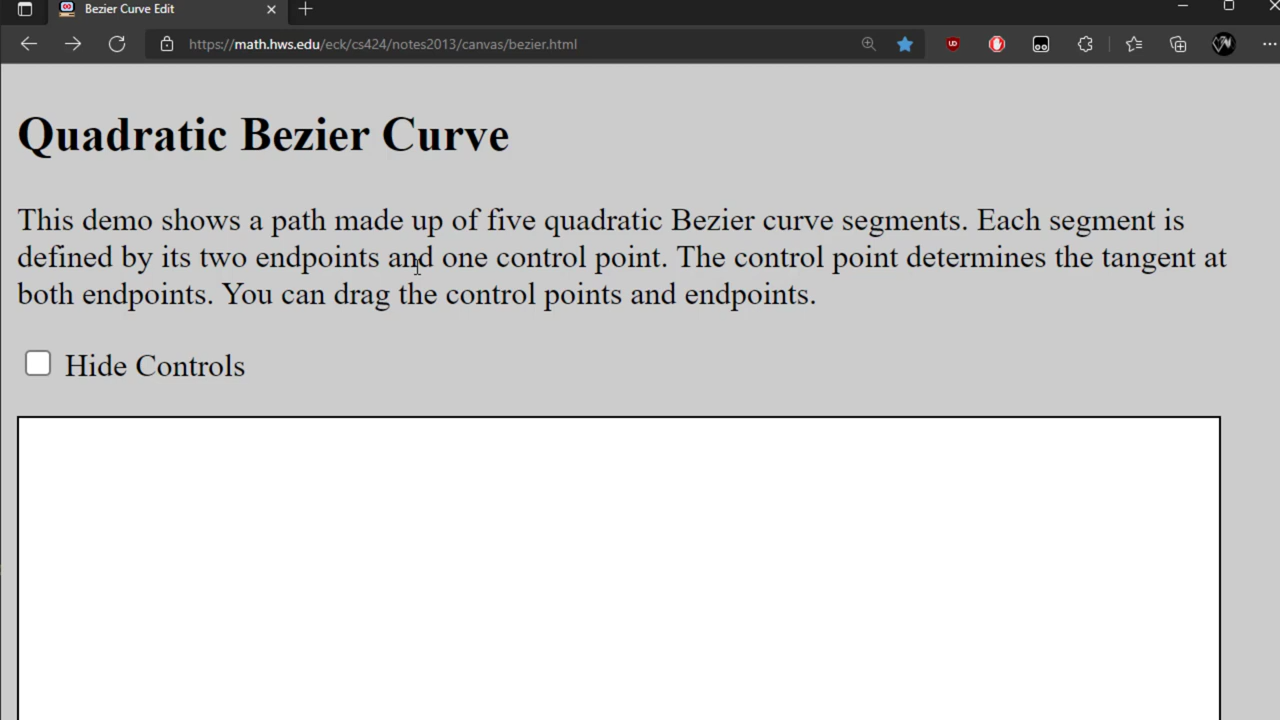 Bezier Curve Edit
https://math.hws.edu/eck/cs424/notes2013/canvas/bezier.html
Quadratic Bezier Curve
This demo shows a path made up of five quadratic Bezier curve segments. Each segment is
defined by its two endpoints and one control point. The control point determines the tangent at
both endpoints. You can drag the control points and endpoints.
Hide Controls